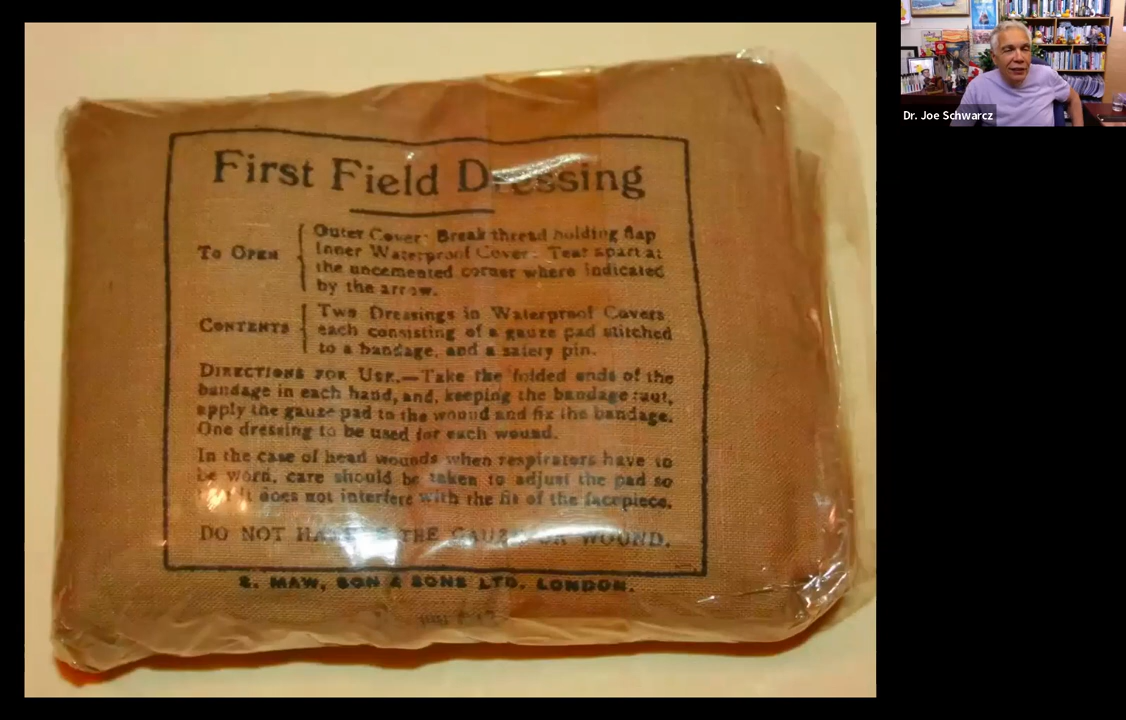 First Field Dressing
To Open
Outer Cover: Break thread holding flap
Inner Waterproof Cover: Tear apart at
the uncemented corner where indicated
by the arrow.
Contents
Two Dressings in Waterproof Covers
each consisting of a gauze pad stitched
to a bandage, and a safety pin.
Directions for Use.—Take the folded ends of the
bandage in each hand, and, keeping the bandage taut,
apply the gauze pad to the wound and fix the bandage.
One dressing to be used for each wound.
In the case of head wounds when respirators have to
be worn, care should be taken to adjust the pad so
it does not interfere with the fit of the facepiece.
DO NOT HANDLE THE GAUZE OR WOUND.
S. MAW, SON & SONS LTD. LONDON.
Dr. Joe Schwarcz